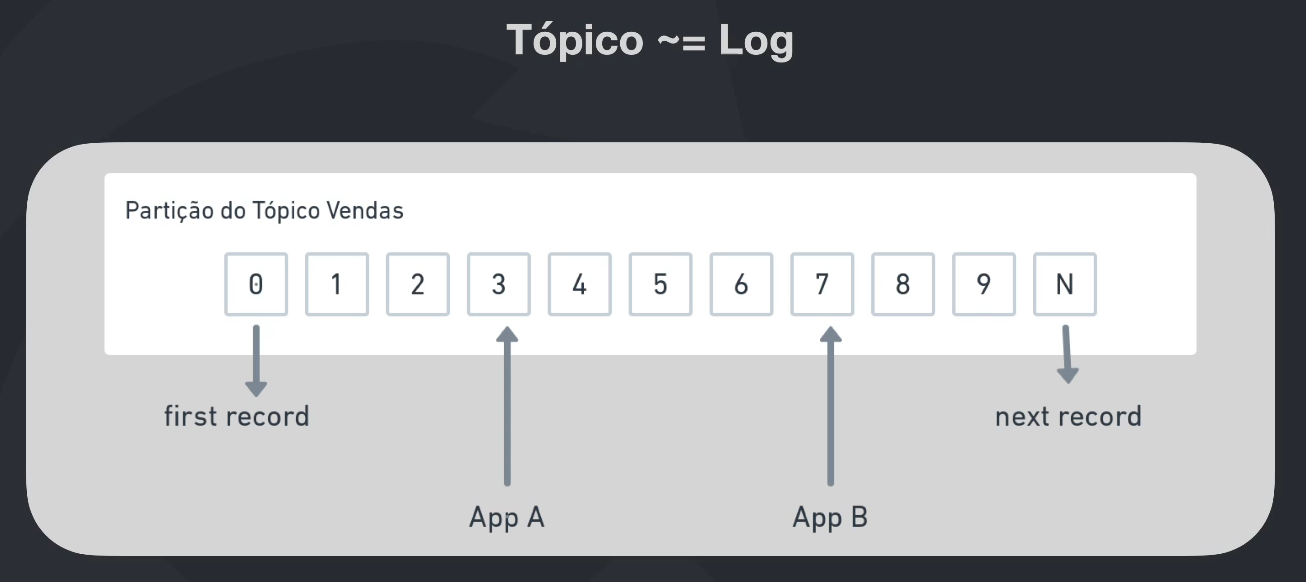 Tópico ~= Log
Partição do Tópico Vendas
0 1 2 3 4 5 6 7 8 9 N
first record
next record
App A
App B